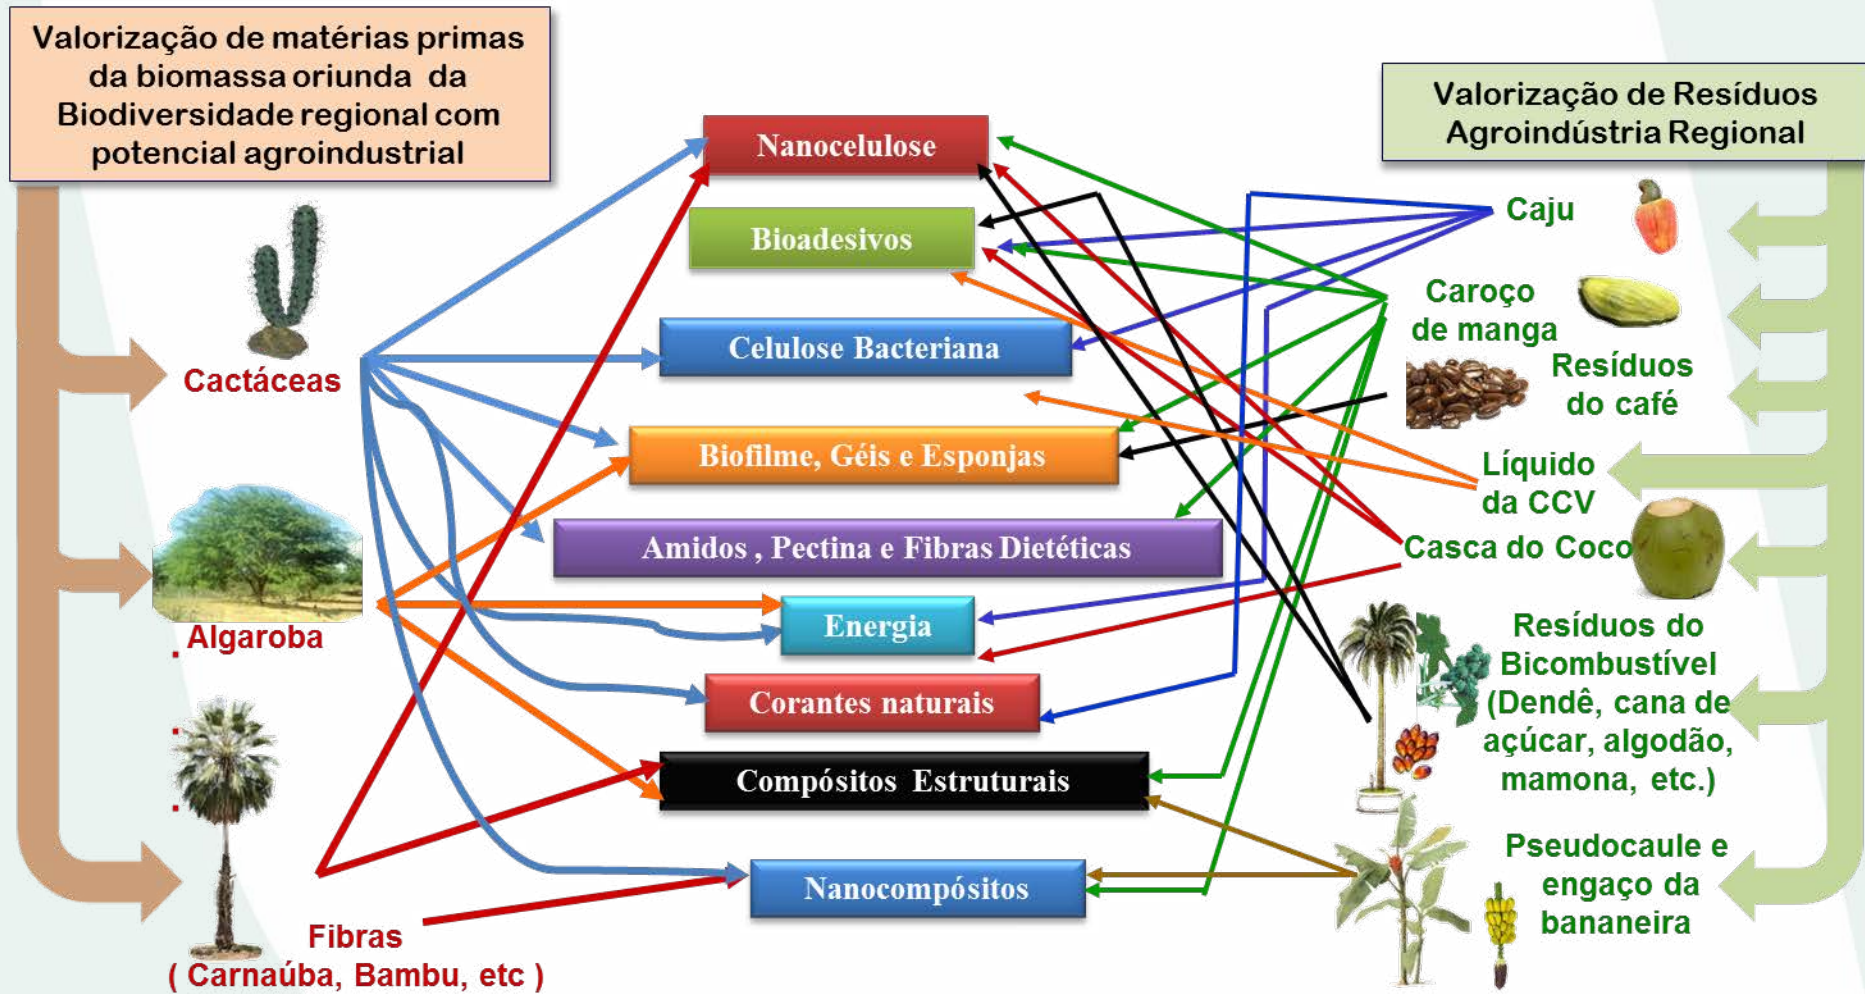 Valorização de matérias primas
da biomassa oriunda da
Biodiversidade regional com
potencial agroindustrial
Cactáceas
Algaroba
Fibras
( Carnaúba, Bambu, etc )
Nanocelulose
Bioadesivos
Celulose Bacteriana
Biofilme, Géis e Esponjas
Amidos , Pectina e Fibras Dietéticas
Energia
Corantes naturais
Compósitos Estruturais
Nanocompósitos
Valorização de Resíduos
Agroindústria Regional
Caju
Caroço
de manga
Resíduos
do café
Líquido
da CCV
Casca do Coco
Resíduos do
Bicombustível
(Dendê, cana de
açúcar, algodão,
mamona, etc.)
Pseudocaule e
engaço da
bananeira